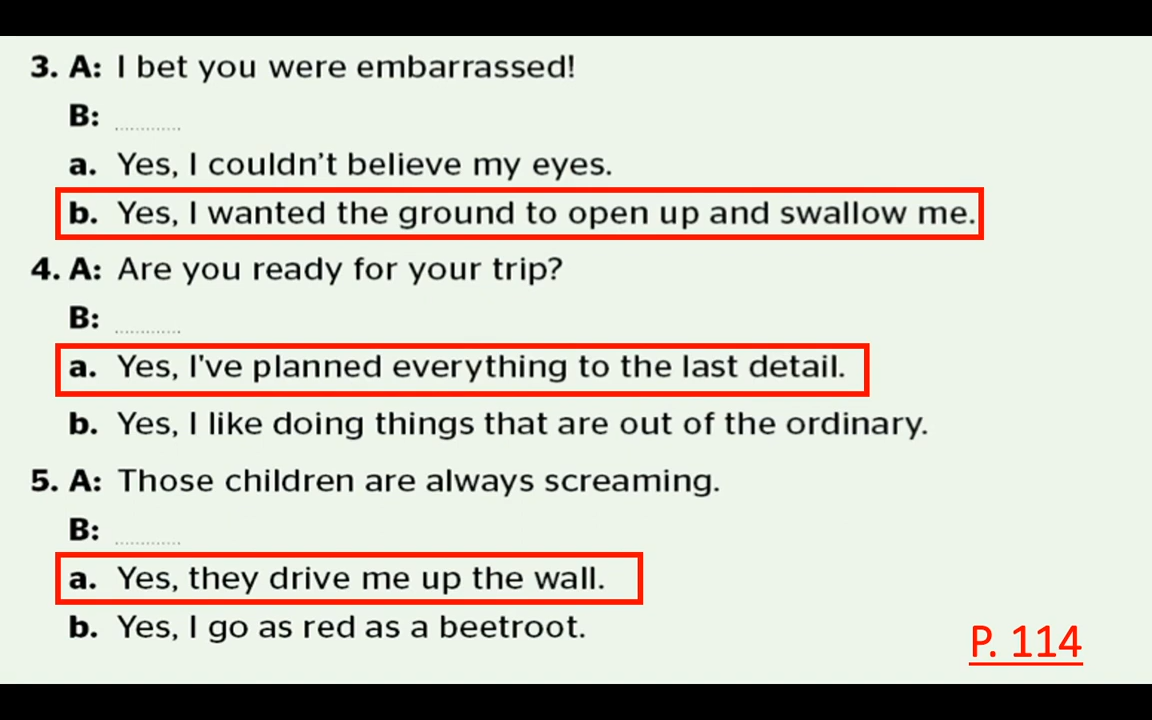 3. A: I bet you were embarrassed!
B: ............
a. Yes, I couldn't believe my eyes.
b. Yes, I wanted the ground to open up and swallow me.
4. A: Are you ready for your trip?
B: ............
a. Yes, I've planned everything to the last detail.
b. Yes, I like doing things that are out of the ordinary.
5. A: Those children are always screaming.
B: ............
a. Yes, they drive me up the wall.
b. Yes, I go as red as a beetroot.
P. 114